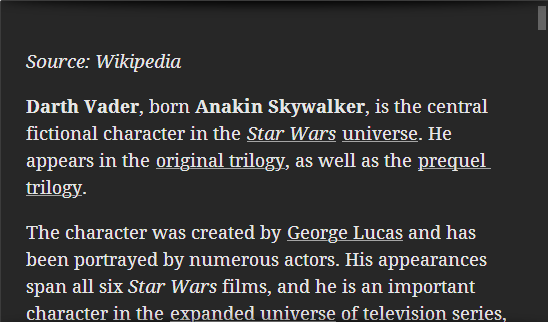 Source: Wikipedia
Darth Vader, born Anakin Skywalker, is the central
fictional character in the Star Wars universe. He
appears in the original trilogy, as well as the prequel
trilogy.
The character was created by George Lucas and has
been portrayed by numerous actors. His appearances
span all six Star Wars films, and he is an important
character in the expanded universe of television series,